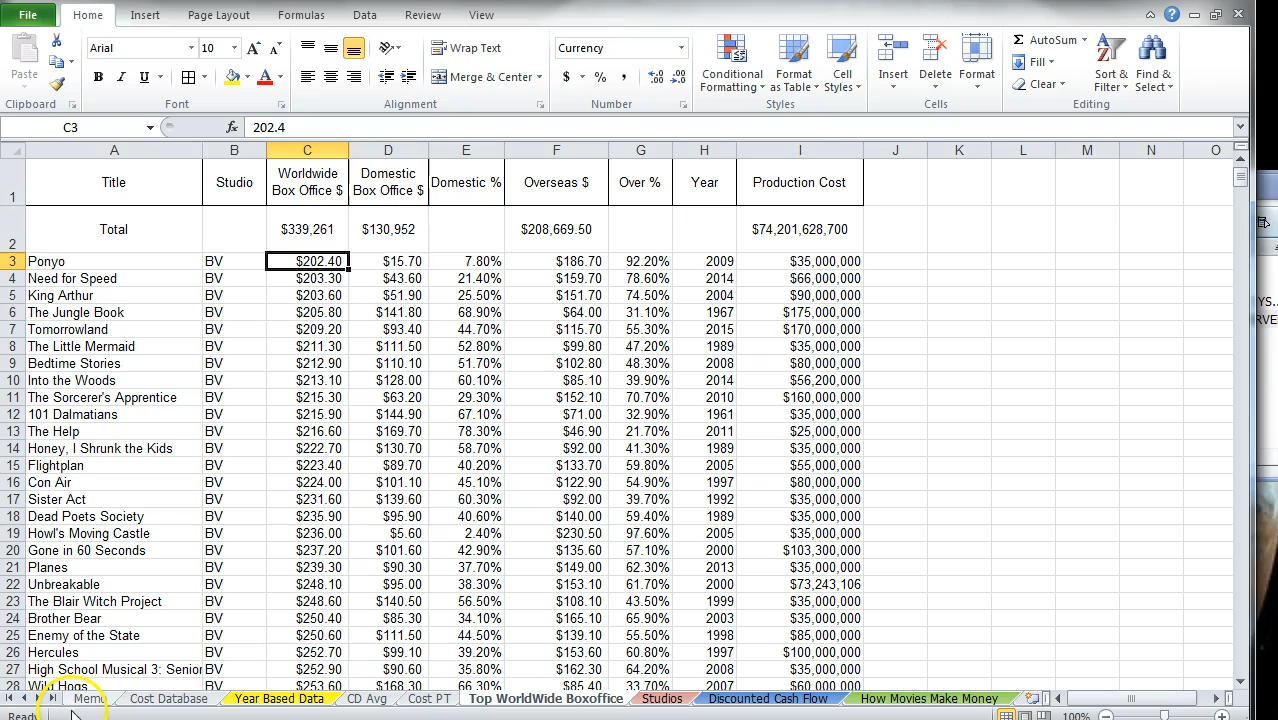 File Home Insert Page Layout Formulas Data Review View
Paste Arial 10 Wrap Text Currency Conditional Formatting Format as Table Cell Styles Insert Delete Format AutoSum Fill Clear Sort & Filter Find & Select
B I U Merge & Center $ % ,
Clipboard Font Alignment Number Styles Cells Editing
C3 fx 202.4
A B C D E F G H I J K L M N O
1 Title Studio Worldwide Box Office $ Domestic Box Office $ Domestic % Overseas $ Over % Year Production Cost
2 Total $339,261 $130,952 $208,669.50 $74,201,628,700
3 Ponyo BV $202.40 $15.70 7.80% $186.70 92.20% 2009 $35,000,000
4 Need for Speed BV $203.30 $43.60 21.40% $159.70 78.60% 2014 $66,000,000
5 King Arthur BV $203.60 $51.90 25.50% $151.70 74.50% 2004 $90,000,000
6 The Jungle Book BV $205.80 $141.80 68.90% $64.00 31.10% 1967 $175,000,000
7 Tomorrowland BV $209.20 $93.40 44.70% $115.70 55.30% 2015 $170,000,000
8 The Little Mermaid BV $211.30 $111.50 52.80% $99.80 47.20% 1989 $35,000,000
9 Bedtime Stories BV $212.90 $110.10 51.70% $102.80 48.30% 2008 $80,000,000
10 Into the Woods BV $213.10 $128.00 60.10% $85.10 39.90% 2014 $56,200,000
11 The Sorcerer's Apprentice BV $215.30 $63.20 29.30% $152.10 70.70% 2010 $160,000,000
12 101 Dalmatians BV $215.90 $144.90 67.10% $71.00 32.90% 1961 $35,000,000
13 The Help BV $216.60 $169.70 78.30% $46.90 21.70% 2011 $25,000,000
14 Honey, I Shrunk the Kids BV $222.70 $130.70 58.70% $92.00 41.30% 1989 $35,000,000
15 Flightplan BV $223.40 $89.70 40.20% $133.70 59.80% 2005 $55,000,000
16 Con Air BV $224.00 $101.10 45.10% $122.90 54.90% 1997 $80,000,000
17 Sister Act BV $231.60 $139.60 60.30% $92.00 39.70% 1992 $35,000,000
18 Dead Poets Society BV $235.90 $95.90 40.60% $140.00 59.40% 1989 $35,000,000
19 Howl's Moving Castle BV $236.00 $5.60 2.40% $230.50 97.60% 2005 $35,000,000
20 Gone in 60 Seconds BV $237.20 $101.60 42.90% $135.60 57.10% 2000 $103,300,000
21 Planes BV $239.30 $90.30 37.70% $149.00 62.30% 2013 $35,000,000
22 Unbreakable BV $248.10 $95.00 38.30% $153.10 61.70% 2000 $73,243,106
23 The Blair Witch Project BV $248.60 $140.50 56.50% $108.10 43.50% 1999 $35,000,000
24 Brother Bear BV $250.40 $85.30 34.10% $165.10 65.90% 2003 $35,000,000
25 Enemy of the State BV $250.60 $111.50 44.50% $139.10 55.50% 1998 $85,000,000
26 Hercules BV $252.70 $99.10 39.20% $153.60 60.80% 1997 $100,000,000
27 High School Musical 3: Senior BV $252.90 $90.60 35.80% $162.30 64.20% 2008 $35,000,000
28 Wild Hogs BV $253.60 $168.30 66.30% $85.40 33.70% 2007 $60,000,000
Memo Cost Database Year Based Data CD Avg Cost PT Top WorldWide Boxoffice Studios Discounted Cash Flow How Movies Make Money
Ready 100%